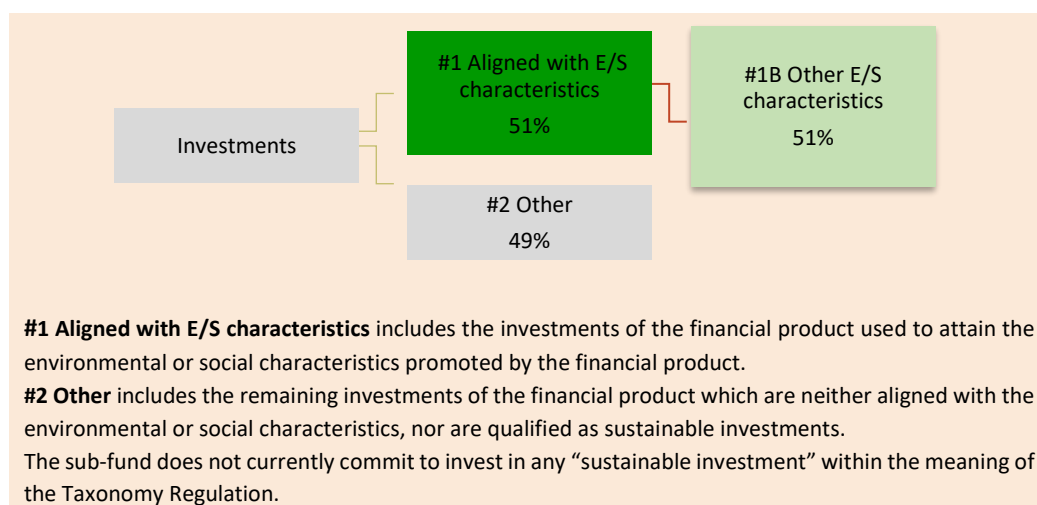 #1 Aligned with E/S
characteristics
51%
#1B Other E/S
characteristics
51%
Investments
#2 Other
49%
#1 Aligned with E/S characteristics includes the investments of the financial product used to attain the
environmental or social characteristics promoted by the financial product.
#2 Other includes the remaining investments of the financial product which are neither aligned with the
environmental or social characteristics, nor are qualified as sustainable investments.
The sub-fund does not currently commit to invest in any “sustainable investment” within the meaning of
the Taxonomy Regulation.